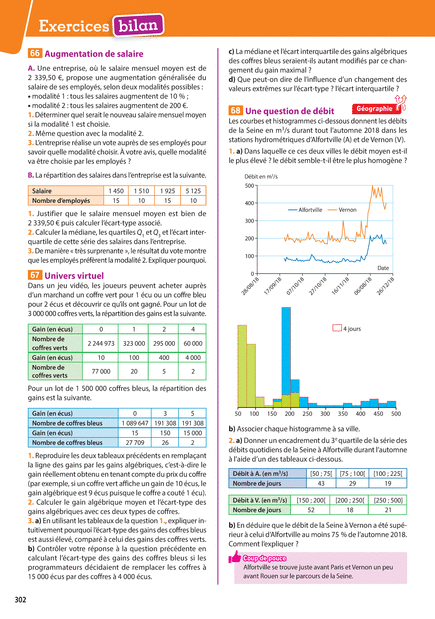 Exercices bilan
66 Augmentation de salaire
A. Une entreprise, où le salaire mensuel moyen est de
2 339,50 €, propose une augmentation généralisée du
salaire de ses employés, selon deux modalités possibles :
• modalité 1 : tous les salaires augmentent de 10 % ;
• modalité 2 : tous les salaires augmentent de 200 €.
1. Déterminer quel serait le nouveau salaire mensuel moyen
si la modalité 1 est choisie.
2. Même question avec la modalité 2.
3. L'entreprise réalise un vote auprès de ses employés pour
savoir quelle modalité choisir. À votre avis, quelle modalité
va être choisie par les employés ?
B. La répartition des salaires dans l'entreprise est la suivante.
Salaire 1 450 1 510 1 925 5 125
Nombre d'employés 15 10 15 10
1. Justifier que le salaire mensuel moyen est bien de
2 339,50 € puis calculer l'écart-type associé.
2. Calculer la médiane, les quartiles Q1 et Q3 et l'écart inter-
quartile de cette série des salaires dans l'entreprise.
3. De manière « très surprenante », le résultat du vote montre
que les employés préfèrent la modalité 2. Expliquer pourquoi.
67 Univers virtuel
Dans un jeu vidéo, les joueurs peuvent acheter auprès
d'un marchand un coffre vert pour 1 écu ou un coffre bleu
pour 2 écus et découvrir ce qu'ils ont gagné. Pour un lot de
3 000 000 coffres verts, la répartition des gains est la suivante.
Gain (en écus) 0 1 2 4
Nombre de coffres verts 2 244 973 323 000 295 000 60 000
Gain (en écus) 10 100 400 4 000
Nombre de coffres verts 77 000 20 5 2
Pour un lot de 1 500 000 coffres bleus, la répartition des
gains est la suivante.
Gain (en écus) 0 3 5
Nombre de coffres bleus 1 089 647 191 308 191 308
Gain (en écus) 15 150 15 000
Nombre de coffres bleus 27 709 26 2
1. Reproduire les deux tableaux précédents en remplaçant
la ligne des gains par les gains algébriques, c'est-à-dire le
gain réellement obtenu en tenant compte du prix du coffre
(par exemple, si un coffre vert affiche un gain de 10 écus, le
gain algébrique est 9 écus puisque le coffre a couté 1 écu).
2. Calculer le gain algébrique moyen et l'écart-type des
gains algébriques avec ces deux types de coffres.
3. a) En utilisant les tableaux de la question 1., expliquer in-
tuitivement pourquoi l'écart-type des gains des coffres bleus
est aussi élevé, comparé à celui des gains des coffres verts.
b) Contrôler votre réponse à la question précédente en
calculant l'écart-type des gains des coffres bleus si les
programmeurs décidaient de remplacer les coffres à
15 000 écus par des coffres à 4 000 écus.
302
c) La médiane et l'écart interquartile des gains algébriques
des coffres bleus seraient-ils autant modifiés par ce chan-
gement du gain maximal ?
d) Que peut-on dire de l'influence d'un changement des
valeurs extrêmes sur l'écart-type ? l'écart interquartile ?
68 Une question de débit Géographie
Les courbes et histogrammes ci-dessous donnent les débits
de la Seine en m³/s durant tout l'automne 2018 dans les
stations hydrométriques d'Alfortville (A) et de Vernon (V).
1. a) Dans laquelle de ces deux villes le débit moyen est-il
le plus élevé ? le débit semble-t-il être le plus homogène ?
Débit en m³/s
500
400
Alfortville Vernon
300
200
100
0
Date
28/08/18 17/09/18 07/10/18 27/10/18 16/11/18 06/12/18 26/12/18
4 jours
50 100 150 200 250 300 350 400 450 500
b) Associer chaque histogramme à sa ville.
2. a) Donner un encadrement du 3e quartile de la série des
débits quotidiens de la Seine à Alfortville durant l'automne
à l'aide d'un des tableaux ci-dessous.
Débit à A. (en m³/s) [50 ; 75[ [75 ; 100[ [100 ; 225[
Nombre de jours 43 29 19
Débit à V. (en m³/s) [150 ; 200[ [200 ; 250[ [250 ; 500[
Nombre de jours 52 18 21
b) En déduire que le débit de la Seine à Vernon a été supé-
rieur à celui d'Alfortville au moins 75 % de l'automne 2018.
Comment l'expliquer ?
Coup de pouce
Alfortville se trouve juste avant Paris et Vernon un peu
avant Rouen sur le parcours de la Seine.